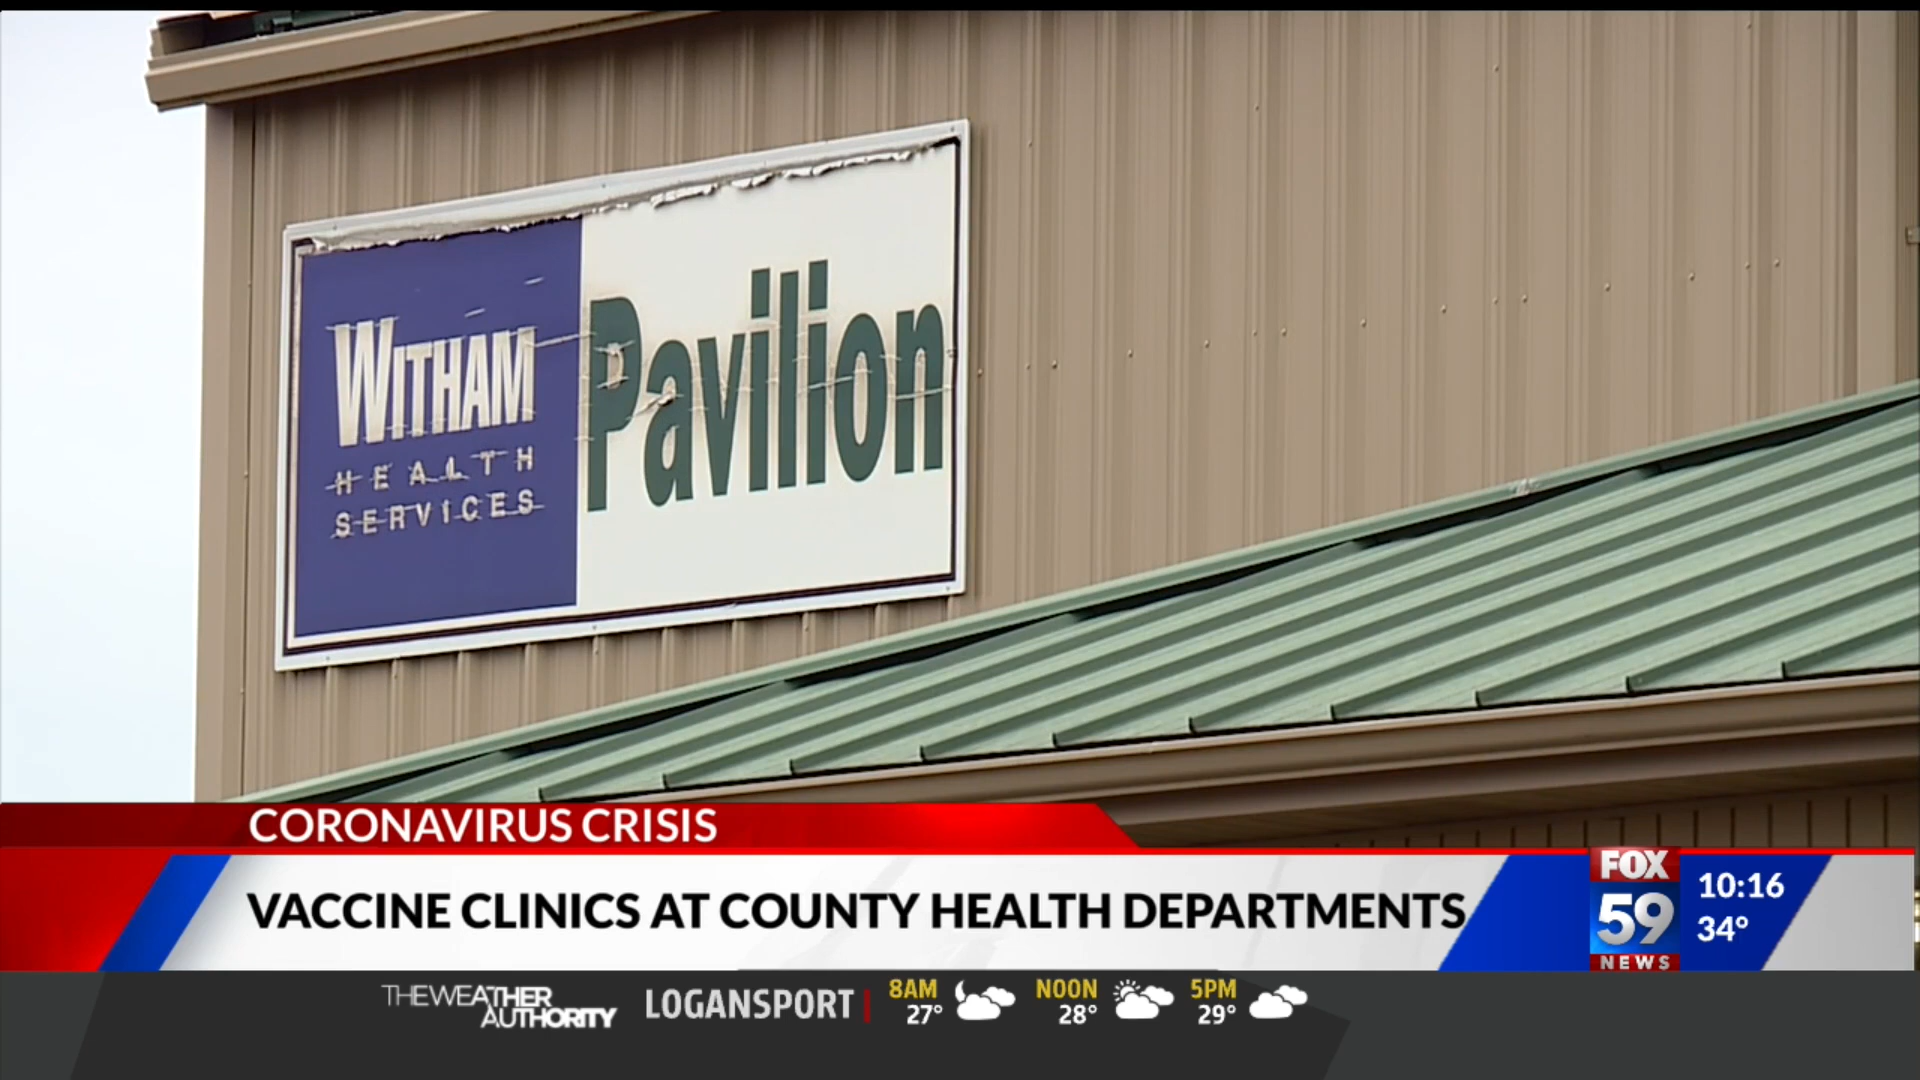 WITHAM
HEALTH
SERVICES
Pavilion
CORONAVIRUS CRISIS
VACCINE CLINICS AT COUNTY HEALTH DEPARTMENTS
FOX
59
NEWS
10:16
34°
THE WEATHER
AUTHORITY
LOGANSPORT
8AM
27°
NOON
28°
5PM
29°